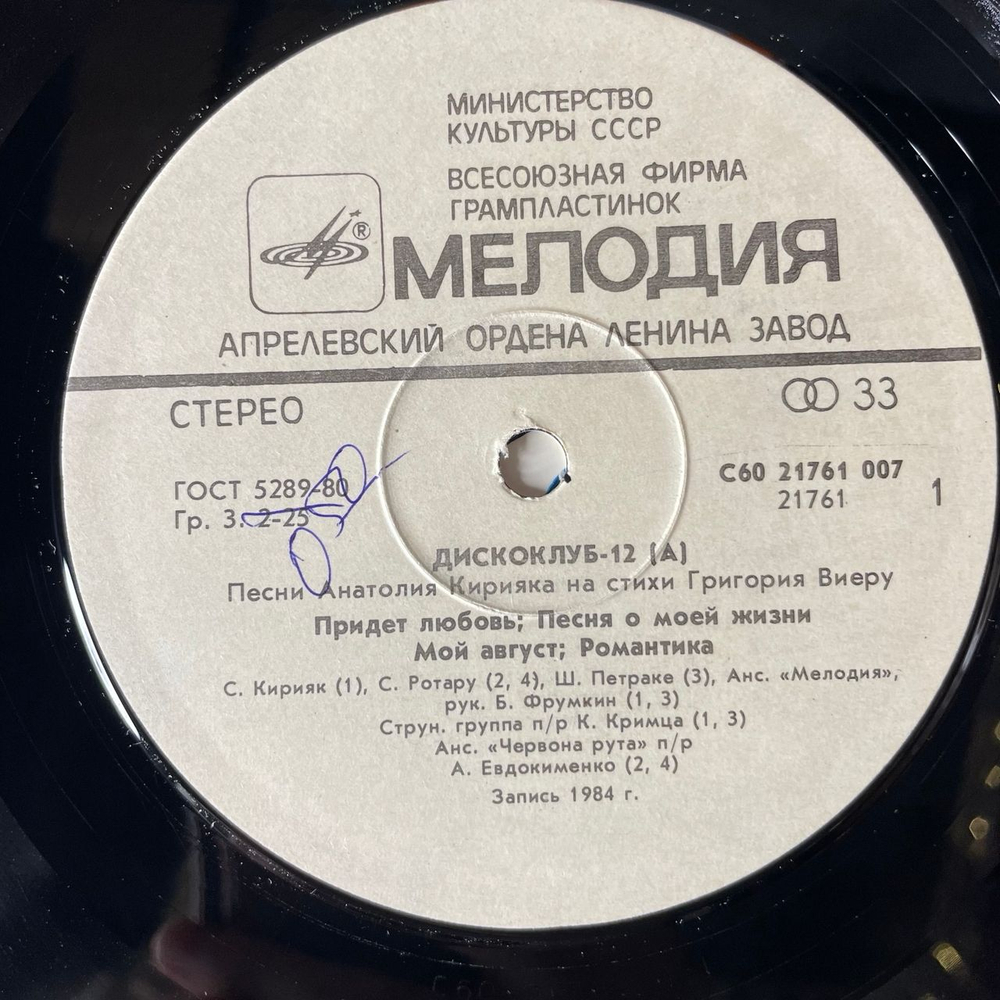 МИНИСТЕРСТВО
КУЛЬТУРЫ СССР
ВСЕСОЮЗНАЯ ФИРМА
ГРАМПЛАСТИНОК
®
МЕЛОДИЯ
АПРЕЛЕВСКИЙ ОРДЕНА ЛЕНИНА ЗАВОД
СТЕРЕО
33
ГОСТ 5289-80
Гр. 3. 2-25
С60 21761 007
21761
1
ДИСКОКЛУБ-12 (А)
Песни Анатолия Кирияка на стихи Григория Виеру
Придет любовь; Песня о моей жизни
Мой август; Романтика
С. Кирияк (1), С. Ротару (2, 4), Ш. Петраке (3), Анс. «Мелодия»,
рук. Б. Фрумкин (1, 3)
Струн. группа п/р К. Кримца (1, 3)
Анс. «Червона рута» п/р
А. Евдокименко (2, 4)
Запись 1984 г.